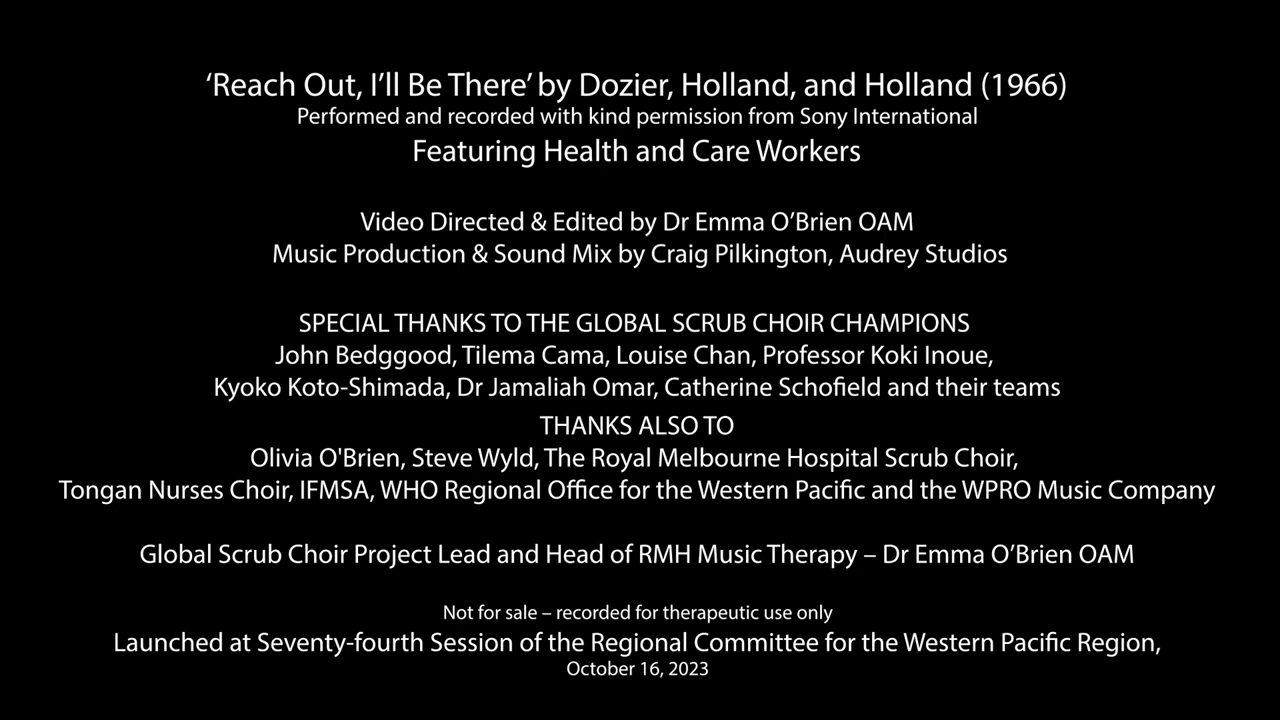 ‘Reach Out, I’ll Be There’ by Dozier, Holland, and Holland (1966)
Performed and recorded with kind permission from Sony International
Featuring Health and Care Workers
Video Directed & Edited by Dr Emma O’Brien OAM
Music Production & Sound Mix by Craig Pilkington, Audrey Studios
SPECIAL THANKS TO THE GLOBAL SCRUB CHOIR CHAMPIONS
John Bedggood, Tilema Cama, Louise Chan, Professor Koki Inoue,
Kyoko Koto-Shimada, Dr Jamaliah Omar, Catherine Schofield and their teams
THANKS ALSO TO
Olivia O'Brien, Steve Wyld, The Royal Melbourne Hospital Scrub Choir,
Tongan Nurses Choir, IFMSA, WHO Regional Office for the Western Pacific and the WPRO Music Company
Global Scrub Choir Project Lead and Head of RMH Music Therapy – Dr Emma O’Brien OAM
Not for sale – recorded for therapeutic use only
Launched at Seventy-fourth Session of the Regional Committee for the Western Pacific Region,
October 16, 2023